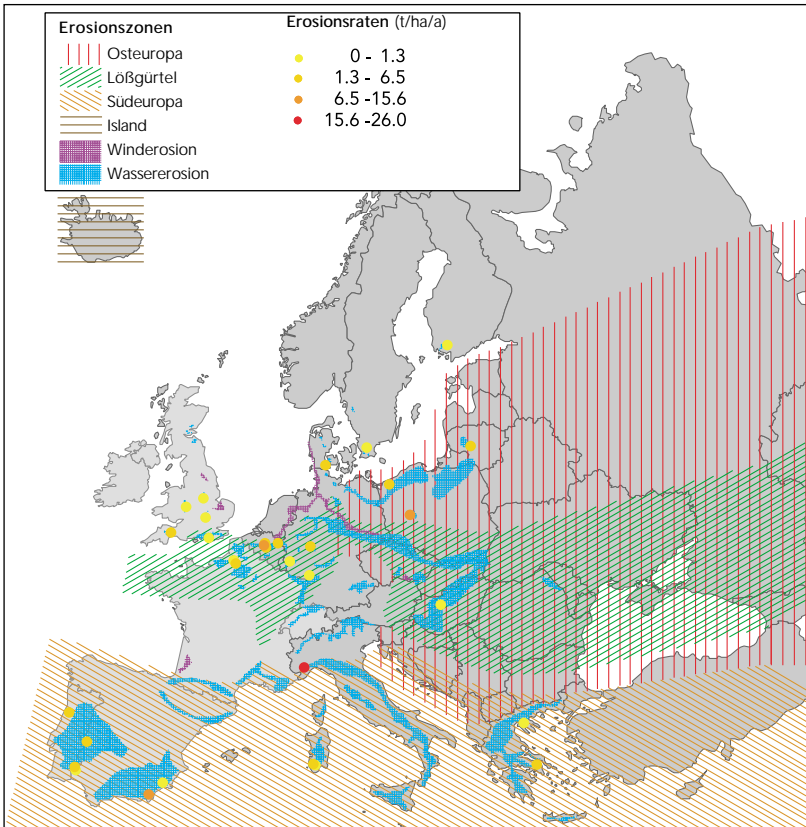 Erosionszonen
Osteuropa
Lößgürtel
Südeuropa
Island
Winderosion
Wassererosion
Erosionsraten (t/ha/a)
0 - 1.3
1.3 - 6.5
6.5 -15.6
15.6 -26.0